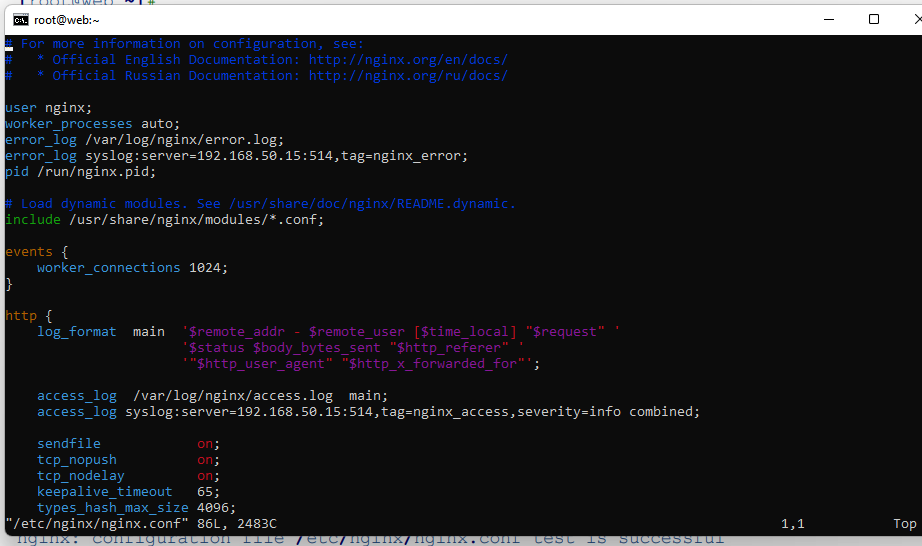 [root@web ~]#
root@web:~
# For more information on configuration, see:
#   * Official English Documentation: http://nginx.org/en/docs/
#   * Official Russian Documentation: http://nginx.org/ru/docs/

user nginx;
worker_processes auto;
error_log /var/log/nginx/error.log;
error_log syslog:server=192.168.50.15:514,tag=nginx_error;
pid /run/nginx.pid;

# Load dynamic modules. See /usr/share/doc/nginx/README.dynamic.
include /usr/share/nginx/modules/*.conf;

events {
    worker_connections 1024;
}

http {
    log_format  main  '$remote_addr - $remote_user [$time_local] "$request" '
                      '$status $body_bytes_sent "$http_referer" '
                      '"$http_user_agent" "$http_x_forwarded_for"';

    access_log  /var/log/nginx/access.log  main;
    access_log syslog:server=192.168.50.15:514,tag=nginx_access,severity=info combined;

    sendfile            on;
    tcp_nopush          on;
    tcp_nodelay         on;
    keepalive_timeout   65;
    types_hash_max_size 4096;
"/etc/nginx/nginx.conf" 86L, 2483C 1,1 Top
nginx: configuration file /etc/nginx/nginx.conf test is successful